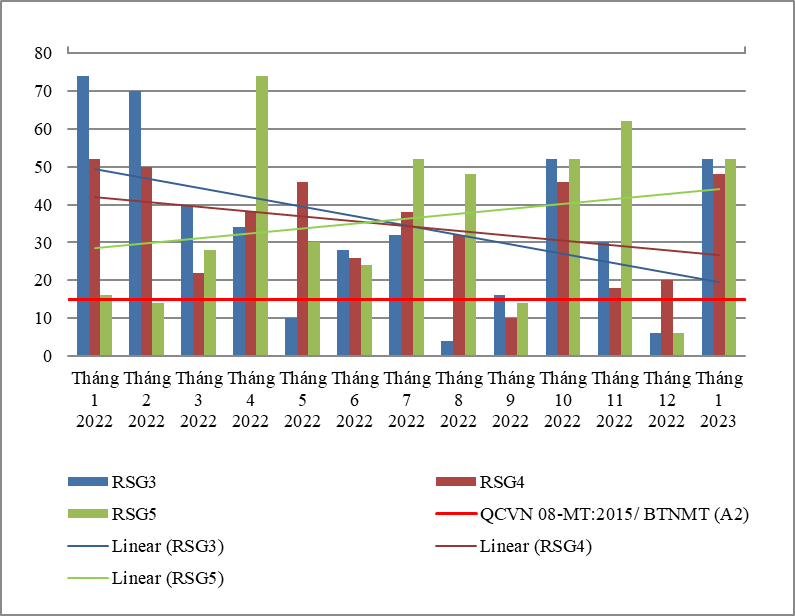 80
70
60
50
40
30
20
10
0
Tháng Tháng Tháng Tháng Tháng Tháng Tháng Tháng Tháng Tháng Tháng Tháng Tháng
1 2 3 4 5 6 7 8 9 10 11 12 1
2022 2022 2022 2022 2022 2022 2022 2022 2022 2022 2022 2022 2023
RSG3 RSG4
RSG5 QCVN 08-MT:2015/ BTNMT (A2)
Linear (RSG3) Linear (RSG4)
Linear (RSG5)